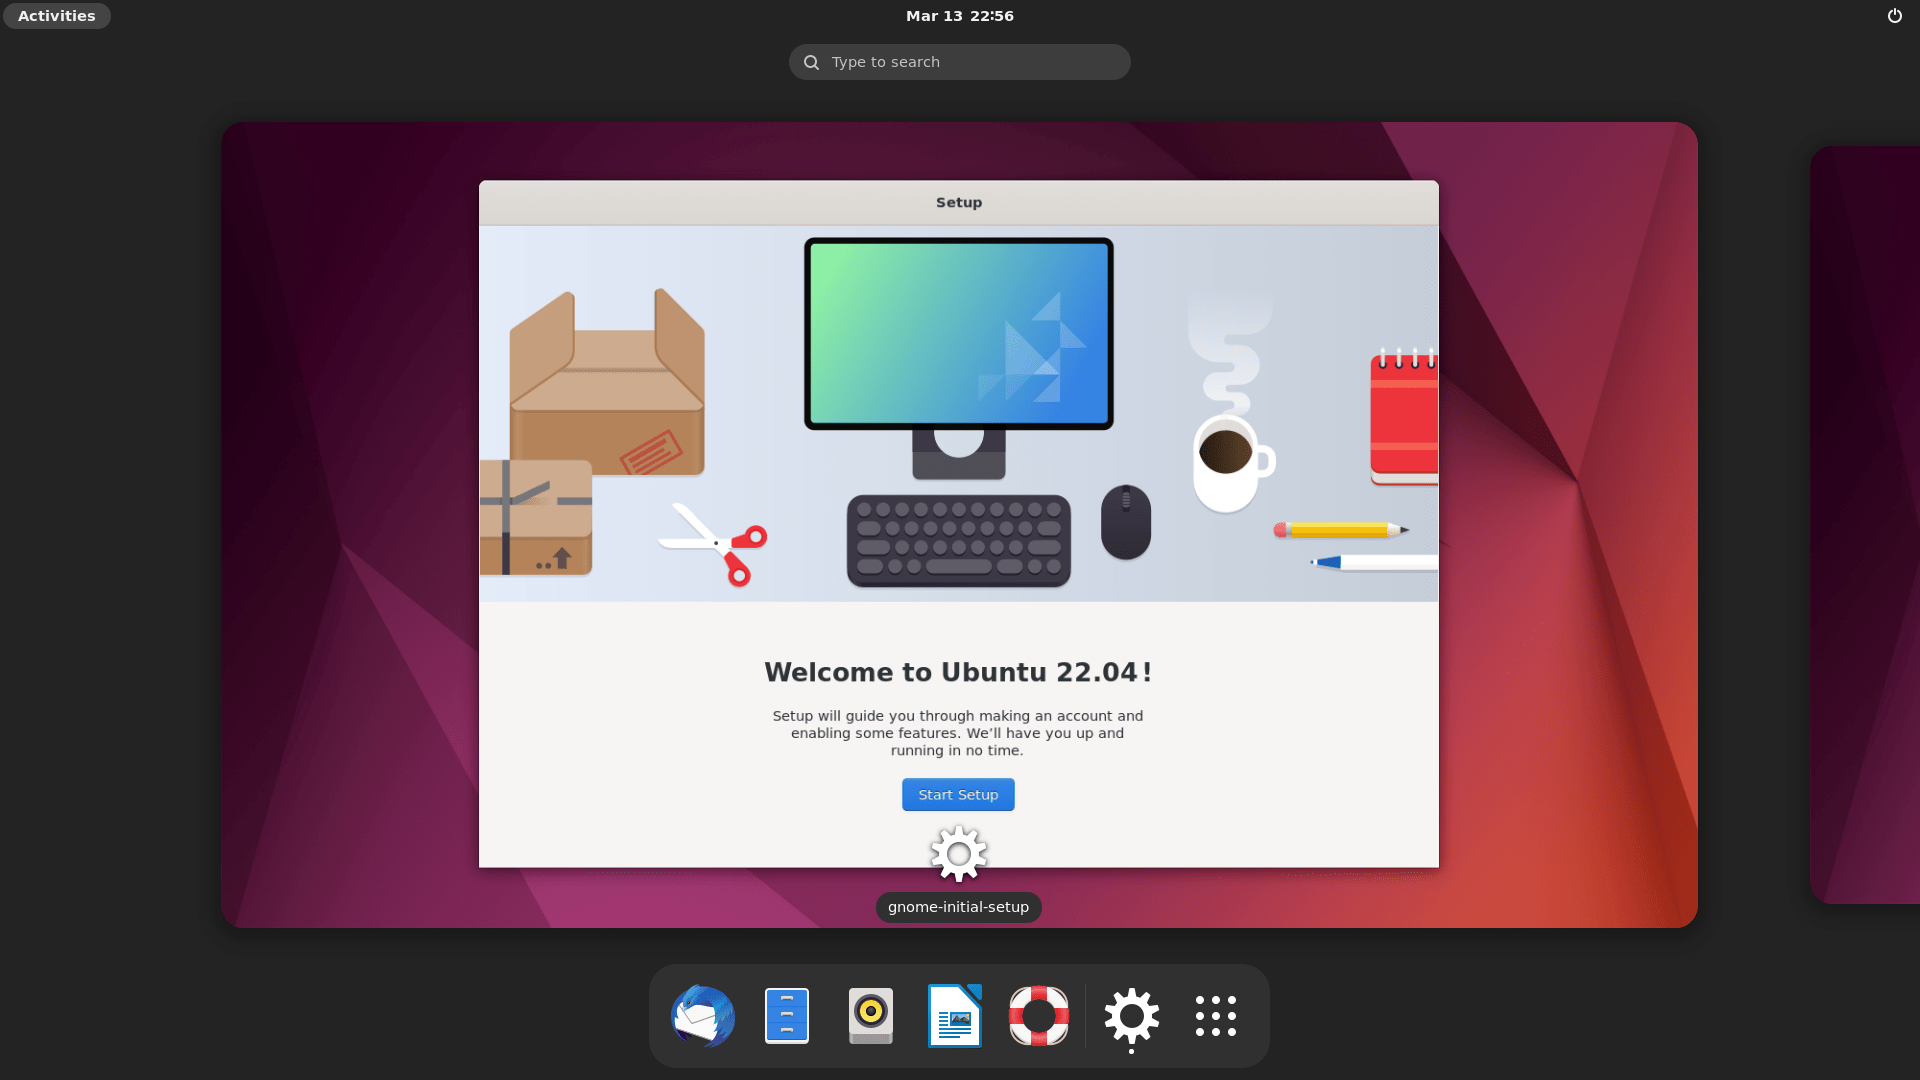 Activities
Mar 13 22:56
Type to search
Setup
Welcome to Ubuntu 22.04!
Setup will guide you through making an account and
enabling some features. We’ll have you up and
running in no time.
Start Setup
gnome-initial-setup